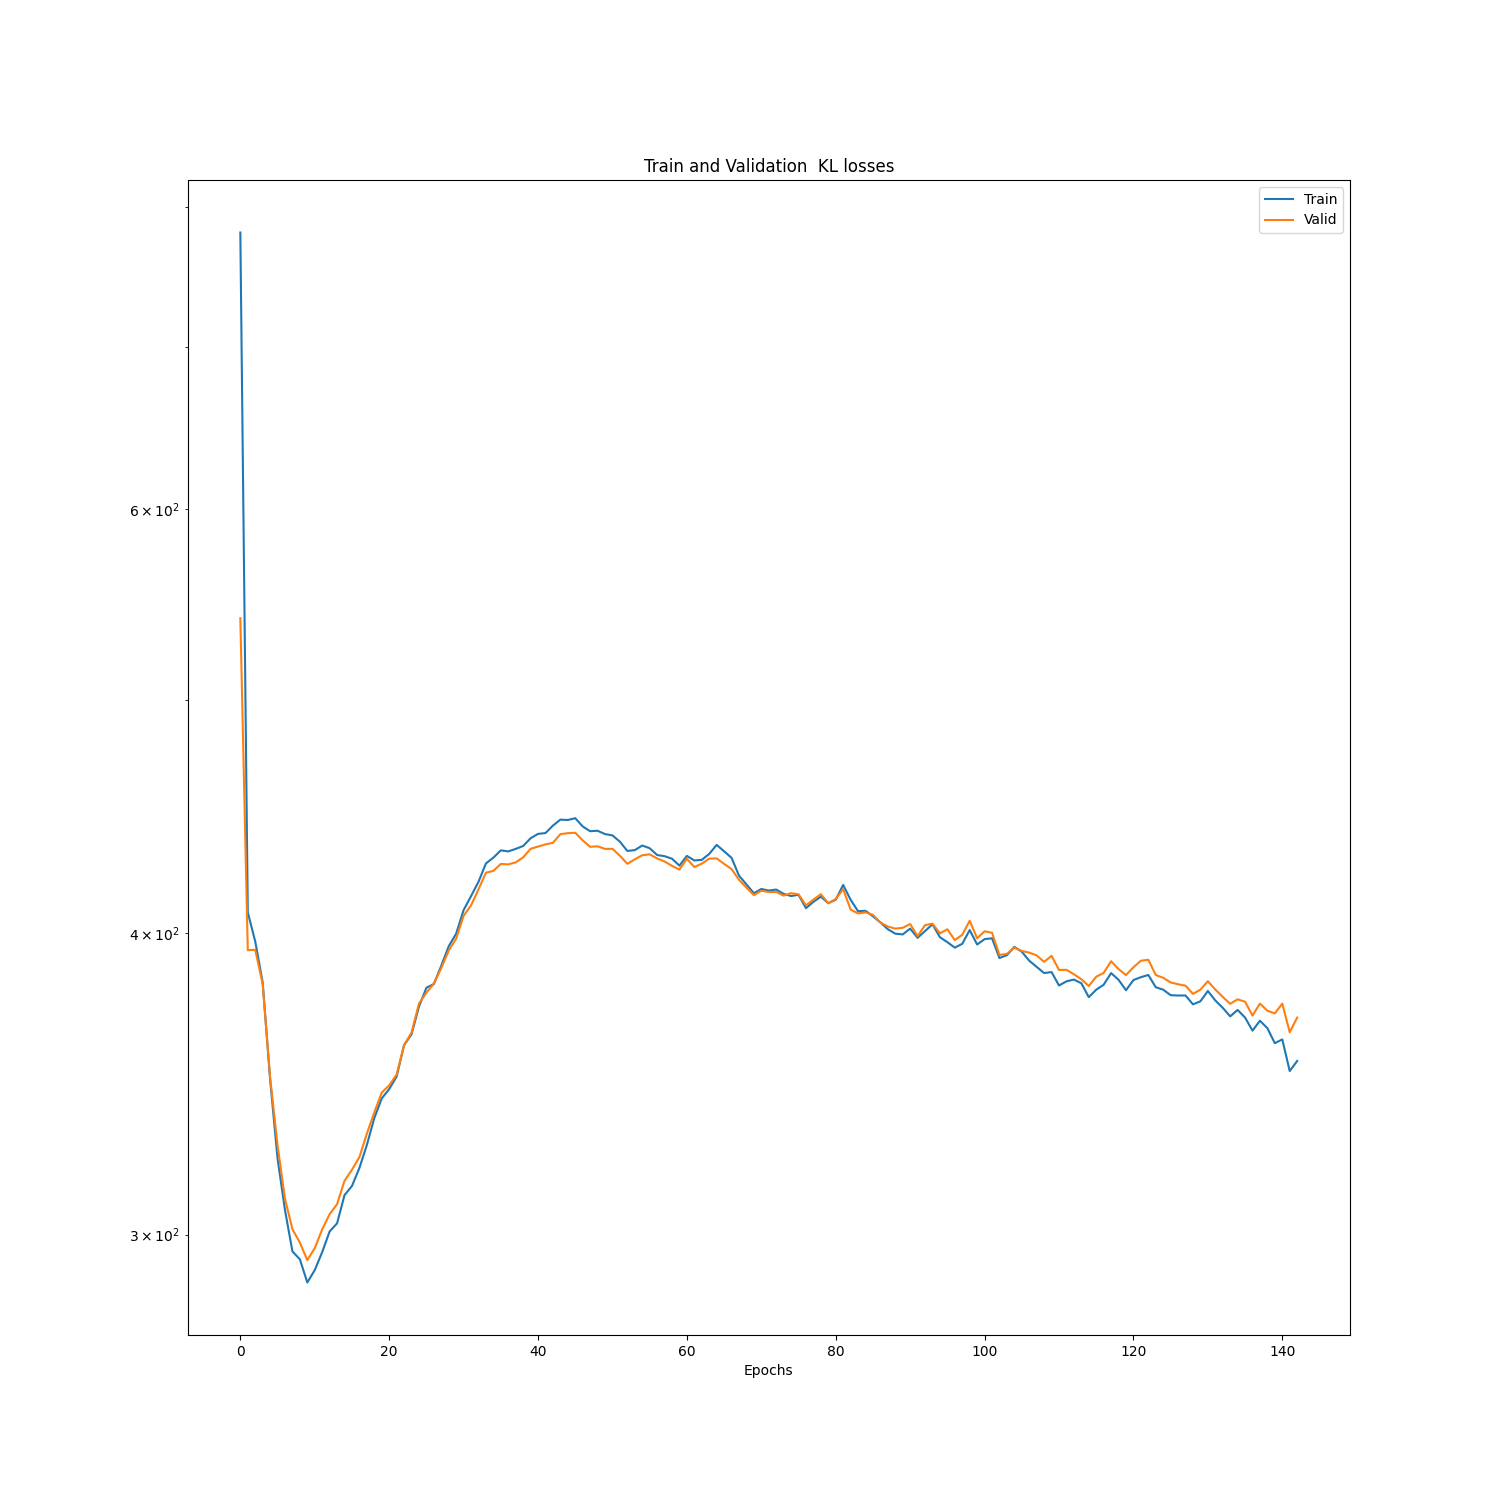 Train and Validation  KL losses
Train
Valid
6 × 10²
4 × 10²
3 × 10²
0 20 40 60 80 100 120 140
Epochs